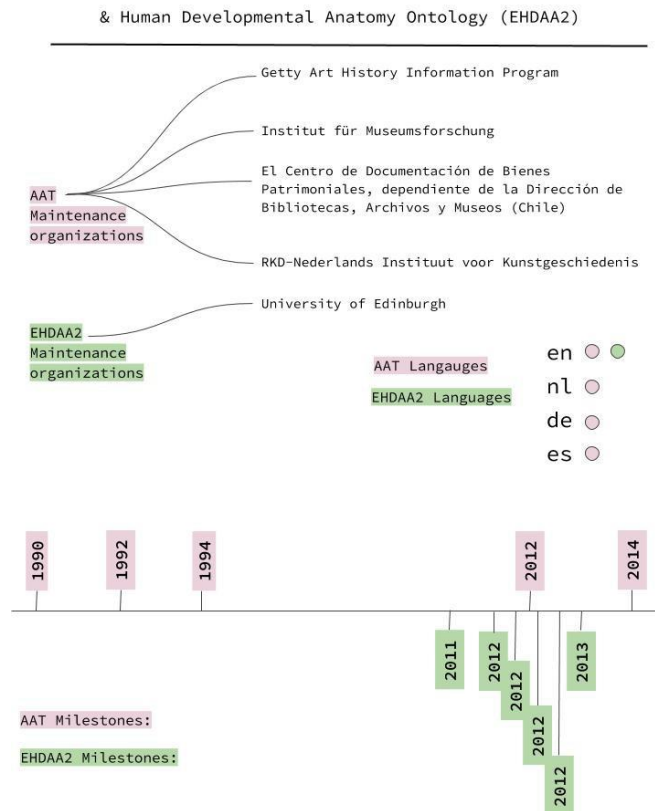 & Human Developmental Anatomy Ontology (EHDAA2)
Getty Art History Information Program
Institut für Museumsforschung
El Centro de Documentación de Bienes
Patrimoniales, dependiente de la Dirección de
Bibliotecas, Archivos y Museos (Chile)
AAT
Maintenance
organizations
RKD-Nederlands Instituut voor Kunstgeschiedenis
University of Edinburgh
EHDAA2
Maintenance
organizations
AAT Langauges
EHDAA2 Languages
en
nl
de
es
1990
1992
1994
2012
2014
2011
2012
2012
2012
2012
2013
AAT Milestones:
EHDAA2 Milestones: